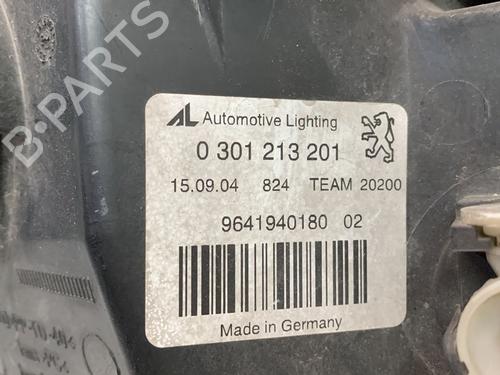 B-PARTS
AL Automotive Lighting
0 301 213 201
15.09.04 824 TEAM 20200
9641940180 02
Made in Germany